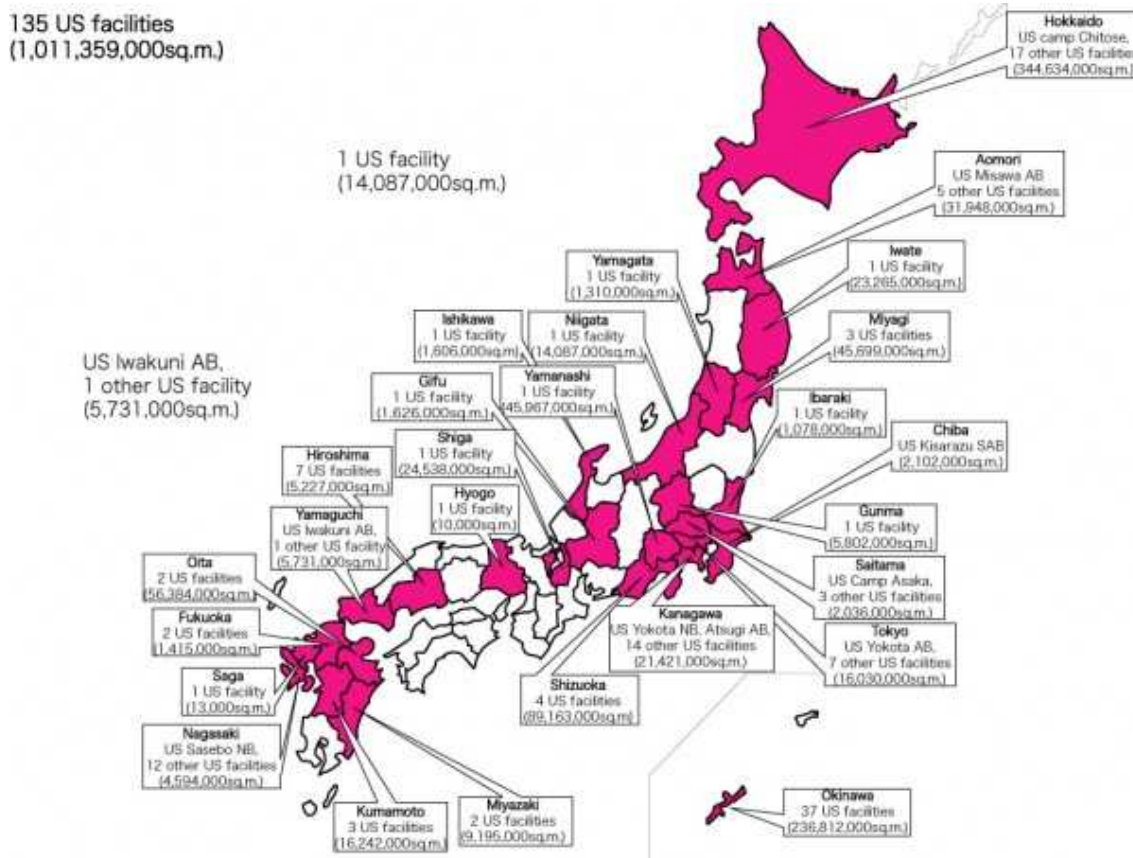 135 US facilities
(1,011,359,000sq.m.)
Hokkaido
US camp Chitose,
17 other US facilities
(344,634,000sq.m.)
1 US facility
(14,087,000sq.m.)
Aomori
US Misawa AB
5 other US facilities
(31,948,000sq.m.)
Yamagata
1 US facility
(1,310,000sq.m.)
Iwate
1 US facility
(23,265,000sq.m.)
Ishikawa
1 US facility
(1,606,000sq.m)
Niigata
1 US facility
(14,087,000sq.m.)
Miyagi
3 US facilities
(45,699,000sq.m.)
US Iwakuni AB,
1 other US facility
(5,731,000sq.m.)
Gifu
1 US facility
(1,626,000sq.m.)
Yamanashi
1 US facility
(45,967,000sq.m.)
Ibaraki
1 US facility
(1,078,000sq.m.)
Chiba
US Kisarazu SAB
(2,102,000sq.m.)
Shiga
1 US facility
(24,538,000sq.m.)
Hiroshima
7 US facilities
(5,227,000sq.m.)
Hyogo
1 US facility
(10,000sq.m.)
Gunma
1 US facility
(5,802,000sq.m.)
Yamaguchi
US Iwakuni AB,
1 other US facility
(5,731,000sq.m.)
Oita
2 US facilities
(56,384,000sq.m.)
Saitama
US Camp Asaka,
3 other US facilities
(2,036,000sq.m.)
Fukuoka
2 US facilities
(1,415,000sq.m.)
Kanagawa
US Yokota NB, Atsugi AB,
14 other US facilities
(21,421,000sq.m.)
Tokyo
US Yokota AB,
7 other US facilities
(16,030,000sq.m.)
Saga
1 US facility
(13,000sq.m.)
Shizuoka
4 US facilities
(89,163,000sq.m)
Nagasaki
US Sasebo NB,
12 other US facilities
(4,594,000sq.m.)
Kumamoto
3 US facilities
(16,242,000sq.m.)
Miyazaki
2 US facilities
(9,195,000sq.m.)
Okinawa
37 US facilities
(236,812,000sq.m.)